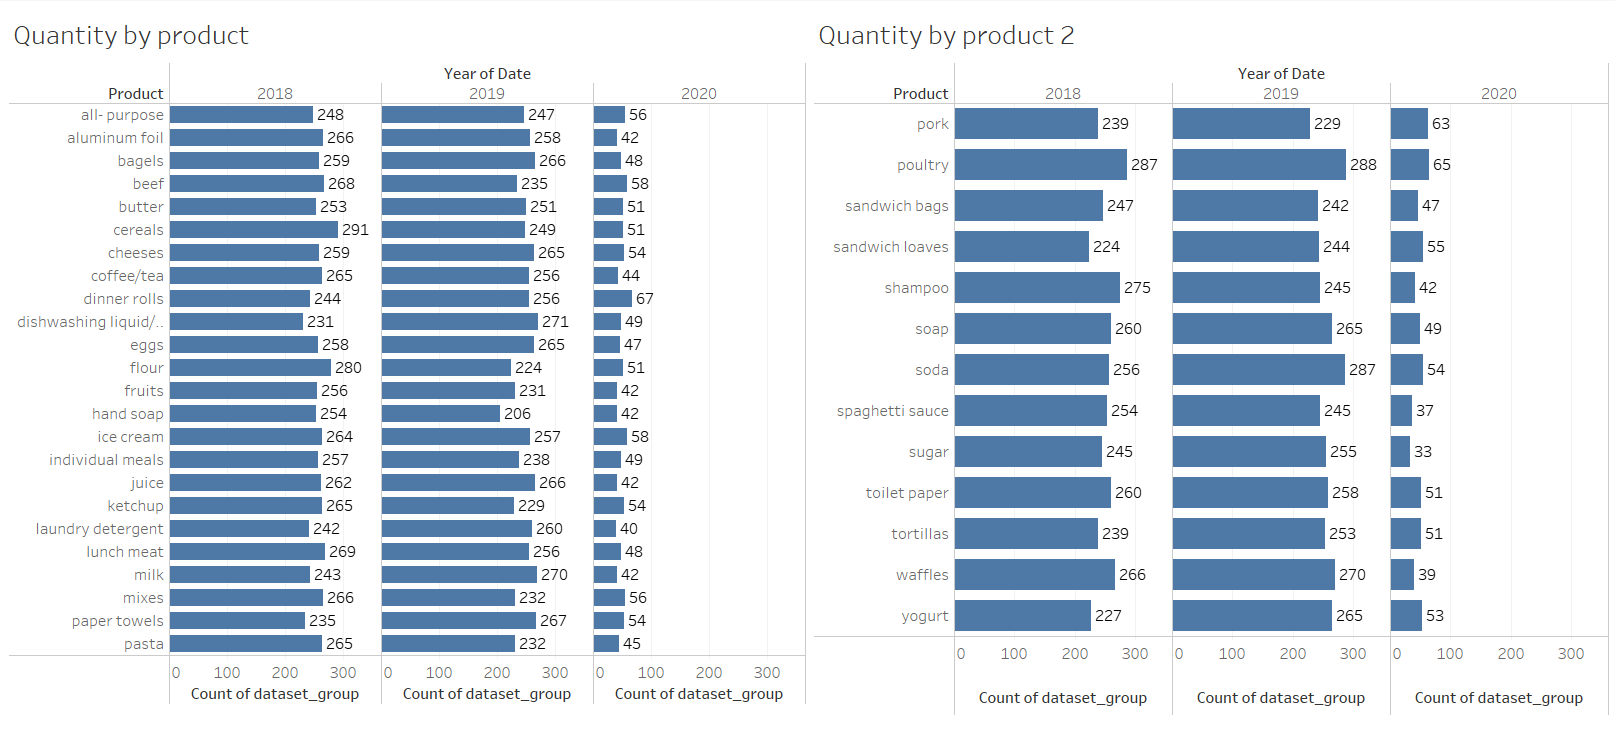 Quantity by product
Year of Date
Product 2018 2019 2020
all- purpose 248 247 56
aluminum foil 266 258 42
bagels 259 266 48
beef 268 235 58
butter 253 251 51
cereals 291 249 51
cheeses 259 265 54
coffee/tea 265 256 44
dinner rolls 244 256 67
dishwashing liquid/.. 231 271 49
eggs 258 265 47
flour 280 224 51
fruits 256 231 42
hand soap 254 206 42
ice cream 264 257 58
individual meals 257 238 49
juice 262 266 42
ketchup 265 229 54
laundry detergent 242 260 40
lunch meat 269 256 48
milk 243 270 42
mixes 266 232 56
paper towels 235 267 54
pasta 265 232 45
0 100 200 300 0 100 200 300 0 100 200 300
Count of dataset_group Count of dataset_group Count of dataset_group
Quantity by product 2
Year of Date
Product 2018 2019 2020
pork 239 229 63
poultry 287 288 65
sandwich bags 247 242 47
sandwich loaves 224 244 55
shampoo 275 245 42
soap 260 265 49
soda 256 287 54
spaghetti sauce 254 245 37
sugar 245 255 33
toilet paper 260 258 51
tortillas 239 253 51
waffles 266 270 39
yogurt 227 265 53
0 100 200 300 0 100 200 300 0 100 200 300
Count of dataset_group Count of dataset_group Count of dataset_group